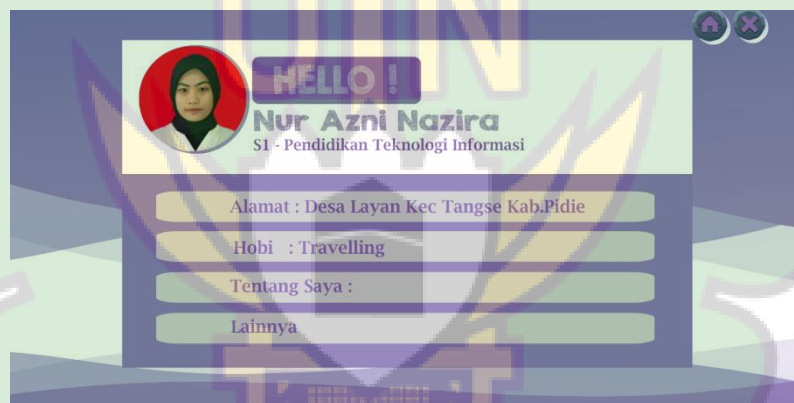 UIN
HELLO !
Nur Azni Nazira
S1 - Pendidikan Teknologi Informasi
Alamat : Desa Layan Kec Tangse Kab.Pidie
Hobi : Travelling
Tentang Saya :
Lainnya